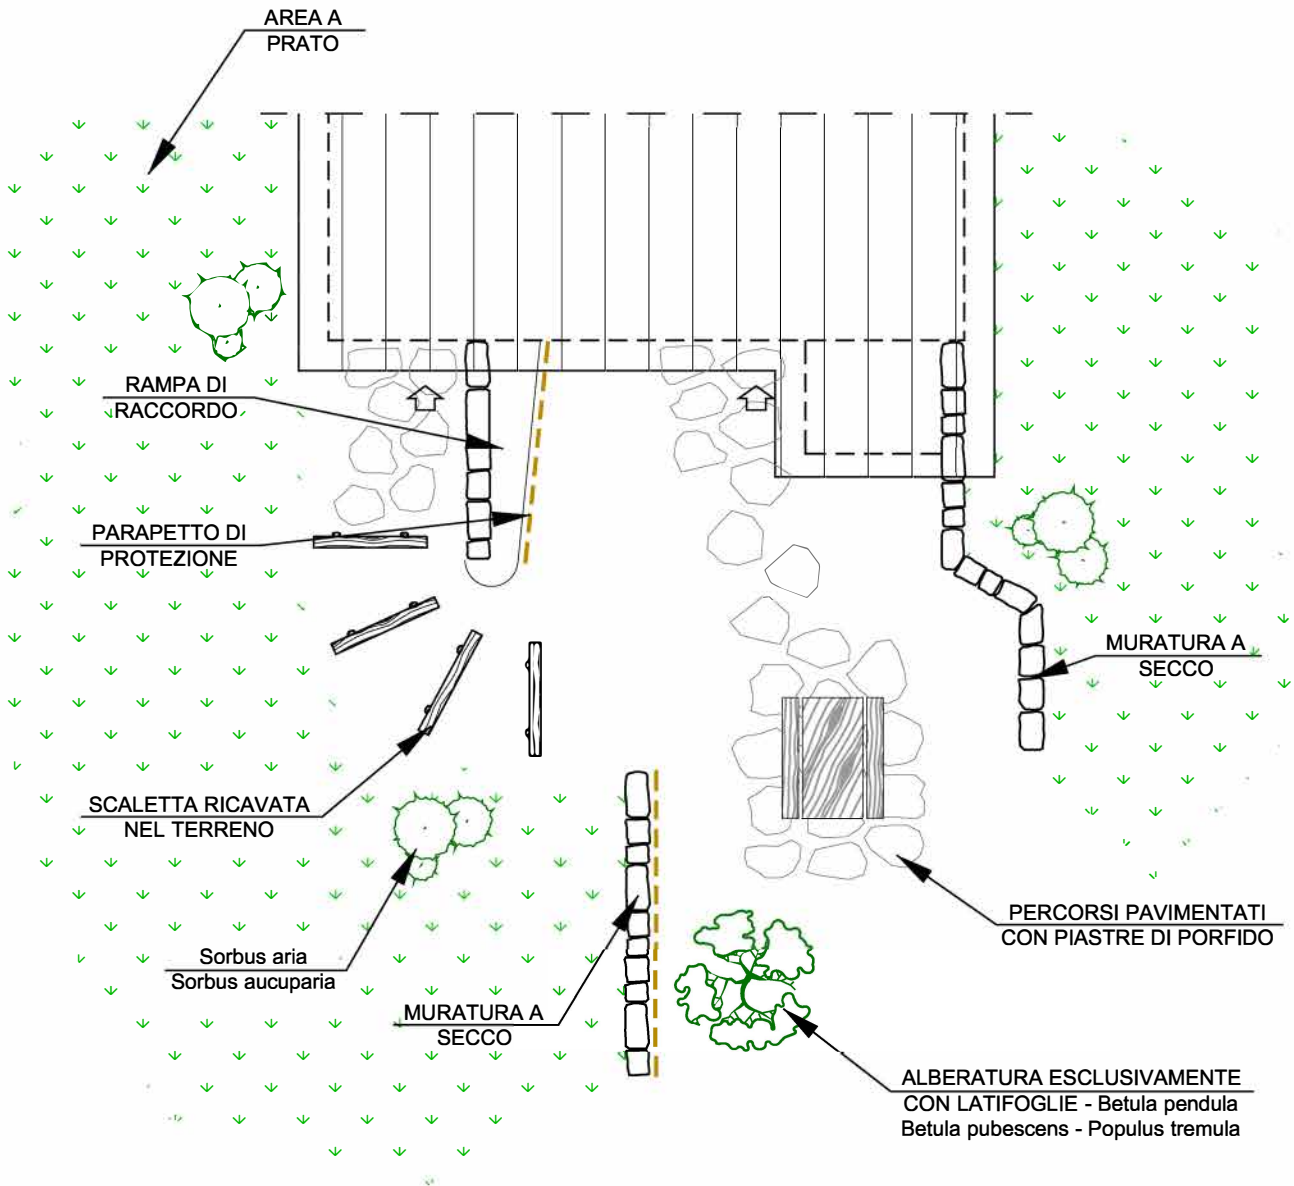 AREA A
PRATO
RAMPA DI
RACCORDO
PARAPETTO DI
PROTEZIONE
MURATURA A
SECCO
SCALETTA RICAVATA
NEL TERRENO
PERCORSI PAVIMENTATI
CON PIASTRE DI PORFIDO
Sorbus aria
Sorbus aucuparia
MURATURA A
SECCO
ALBERATURA ESCLUSIVAMENTE
CON LATIFOGLIE - Betula pendula
Betula pubescens - Populus tremula